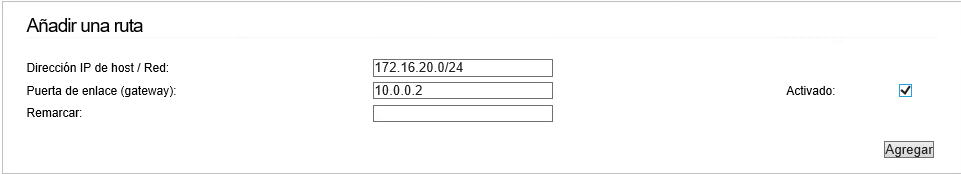 Añadir una ruta
Dirección IP de host / Red: 172.16.20.0/24
Puerta de enlace (gateway): 10.0.0.2 Activado:
Remarcar:
Agregar